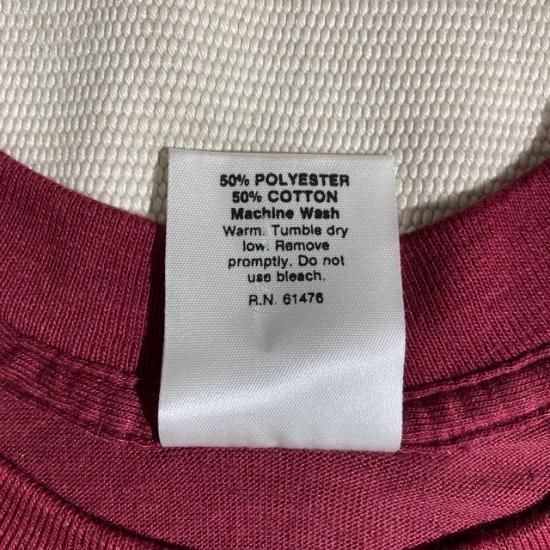 50% POLYESTER
50% COTTON
Machine Wash
Warm. Tumble dry
low. Remove
promptly. Do not
use bleach.
R.N. 61476